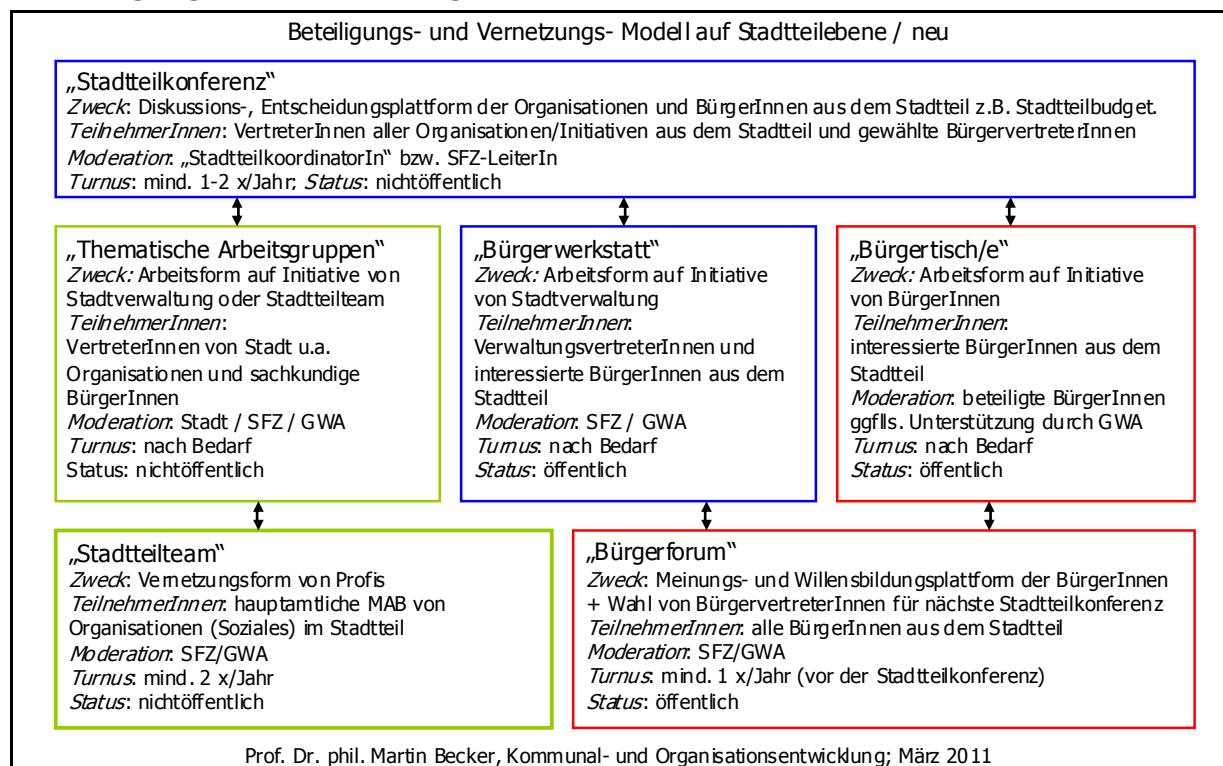 Beteiligungs- und Vernetzungs- Modell auf Stadtteilebene / neu
„Stadtteilkonferenz“
Zweck: Diskussions-, Entscheidungsplattform der Organisationen und BürgerInnen aus dem Stadtteil z.B. Stadtteilbudget.
TeilnehmerInnen: VertreterInnen aller Organisationen/Initiativen aus dem Stadtteil und gewählte BürgervertreterInnen
Moderation: „StadtteilkoordinatorIn“ bzw. SFZ-LeiterIn
Turnus: mind. 1-2 x/Jahr; Status: nichtöffentlich
„Thematische Arbeitsgruppen“
Zweck: Arbeitsform auf Initiative von
Stadtverwaltung oder Stadtteilteam
TeilnehmerInnen:
VertreterInnen von Stadt u.a.
Organisationen und sachkundige
BürgerInnen
Moderation: Stadt / SFZ / GWA
Turnus: nach Bedarf
Status: nichtöffentlich
„Bürgerwerkstatt“
Zweck: Arbeitsform auf Initiative
von Stadtverwaltung
TeilnehmerInnen:
VerwaltungsvertreterInnen und
interessierte BürgerInnen aus dem
Stadtteil
Moderation: SFZ / GWA
Turnus: nach Bedarf
Status: öffentlich
„Bürgertisch/e“
Zweck: Arbeitsform auf Initiative
von BürgerInnen
TeilnehmerInnen:
interessierte BürgerInnen aus dem
Stadtteil
Moderation: beteiligte BürgerInnen
ggflls. Unterstützung durch GWA
Turnus: nach Bedarf
Status: öffentlich
„Stadtteilteam“
Zweck: Vernetzungsform von Profis
TeilnehmerInnen: hauptamtliche MAB von
Organisationen (Soziales) im Stadtteil
Moderation: SFZ/GWA
Turnus: mind. 2 x/Jahr
Status: nichtöffentlich
„Bürgerforum“
Zweck: Meinungs- und Willensbildungsplattform der BürgerInnen
+ Wahl von BürgervertreterInnen für nächste Stadtteilkonferenz
TeilnehmerInnen: alle BürgerInnen aus dem Stadtteil
Moderation: SFZ/GWA
Turnus: mind. 1 x/Jahr (vor der Stadtteilkonferenz)
Status: öffentlich
Prof. Dr. phil. Martin Becker, Kommunal- und Organisationsentwicklung; März 2011